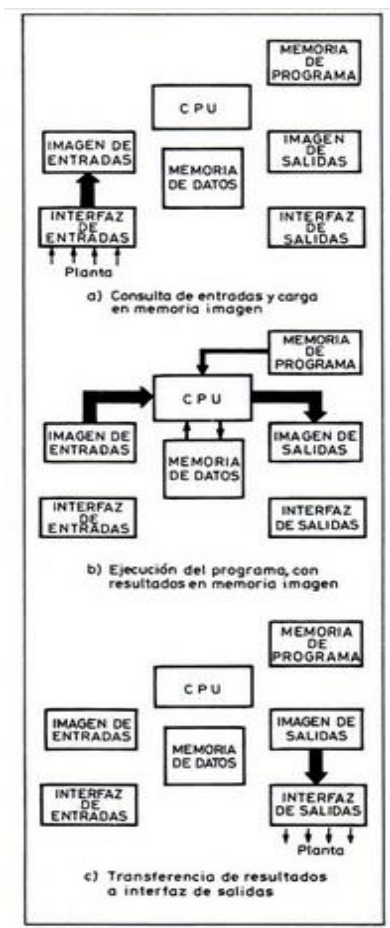 MEMORIA
DE
PROGRAMA
CPU
IMAGEN DE
ENTRADAS
IMAGEN
DE
SALIDAS
MEMORIA
DE DATOS
INTERFAZ
DE
ENTRADAS
INTERFAZ
DE
SALIDAS
Planta
a) Consulta de entradas y carga
en memoria imagen
MEMORIA
DE
PROGRAMA
CPU
IMAGEN DE
ENTRADAS
IMAGEN DE
SALIDAS
MEMORIA
DE DATOS
INTERFAZ
DE
ENTRADAS
INTERFAZ
DE SALIDAS
b) Ejecución del programa, con
resultados en memoria imagen
MEMORIA
DE
PROGRAMA
CPU
IMAGEN DE
ENTRADAS
IMAGEN DE
SALIDAS
MEMORIA
DE DATOS
INTERFAZ
DE
ENTRADAS
INTERFAZ
DE SALIDAS
Planta
c) Transferencia de resultados
a interfaz de salidas